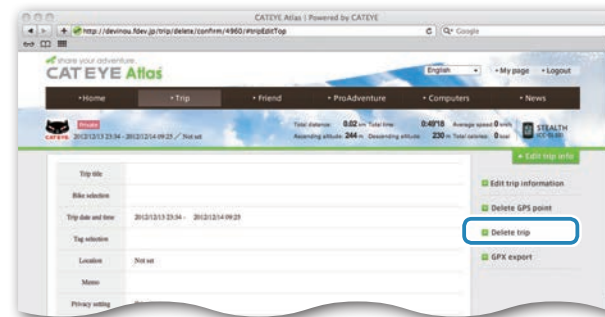 CATEYE Atlas | Powered by CATEYE
http://devinou.fdev.jp/trip/delete/confirm/4960/#tripEditTop
Google
share your adventure.
CATEYE Atlas
English
My page
Logout
Home
Trip
Friend
ProAdventure
Computers
News
Private
CATEYE 2012/12/13 23:34 - 2012/12/14 09:25 / Not set
Total distance: 0.02 km Total time: 0:49'18 Average speed 0 km/h
Ascending altitude: 244 m Descending altitude: 230 m Total calories: 0 kcal
STEALTH
Edit trip info
Trip title
Bike selection
Trip date and time 2012/12/13 23:34 - 2012/12/14 09:25
Tag selection
Location Not set
Memo
Privacy setting
Edit trip information
Delete GPS point
Delete trip
GPX export